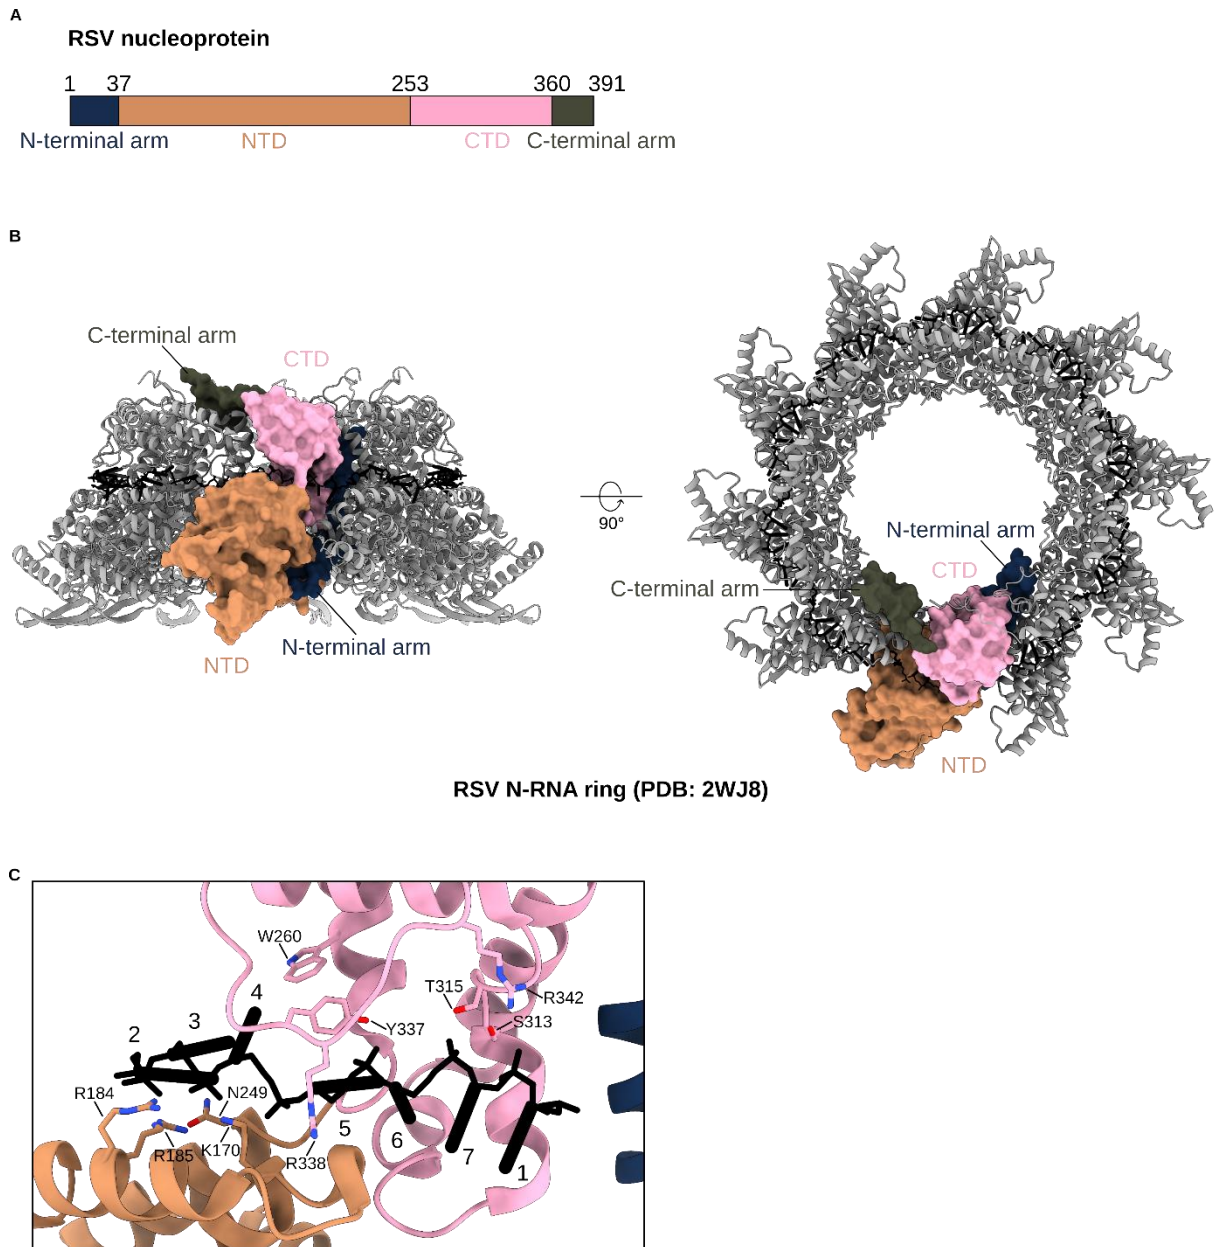 A
RSV nucleoprotein
1 37 253 360 391
N-terminal arm NTD CTD C-terminal arm
B
C-terminal arm
CTD
NTD
N-terminal arm
90°
N-terminal arm
CTD
C-terminal arm
NTD
RSV N-RNA ring (PDB: 2WJ8)
C
W260
4
T315
R342
S313
2
3
Y337
R184
N249
R185
K170
R338
5
6
7
1